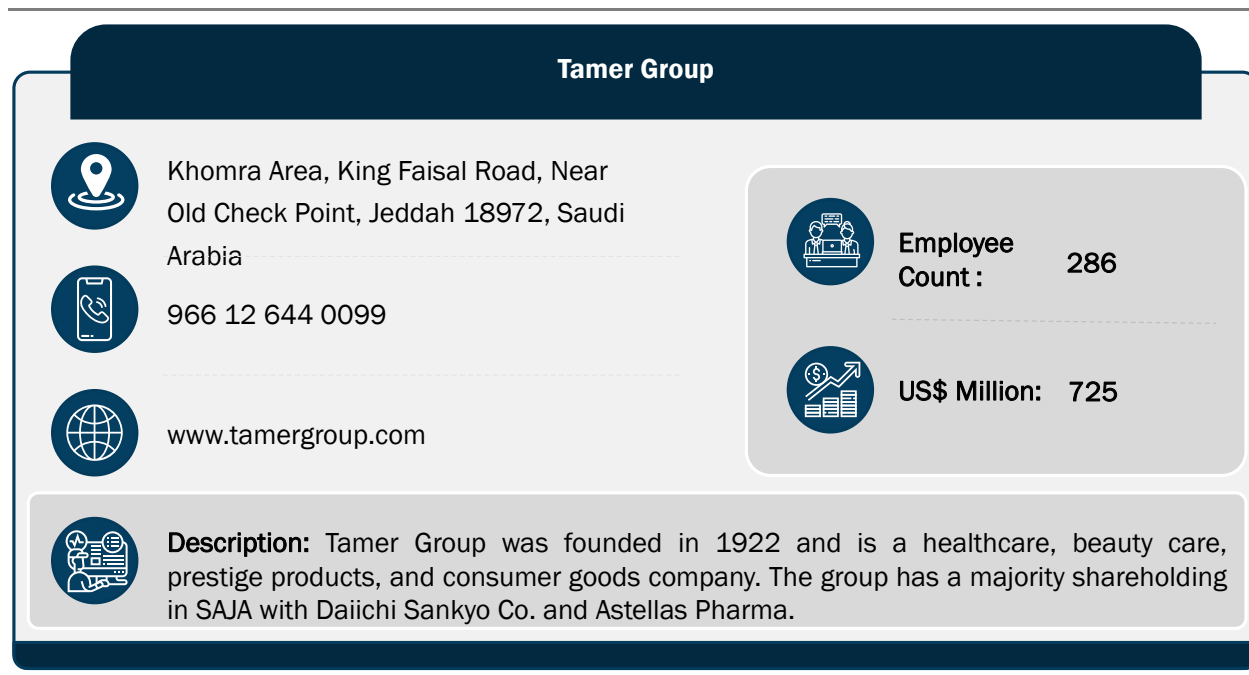 Tamer Group
Khomra Area, King Faisal Road, Near
Old Check Point, Jeddah 18972, Saudi
Arabia
966 12 644 0099
www.tamergroup.com
Employee
Count :
286
US$ Million:
725
Description: Tamer Group was founded in 1922 and is a healthcare, beauty care,
prestige products, and consumer goods company. The group has a majority shareholding
in SAJA with Daiichi Sankyo Co. and Astellas Pharma.